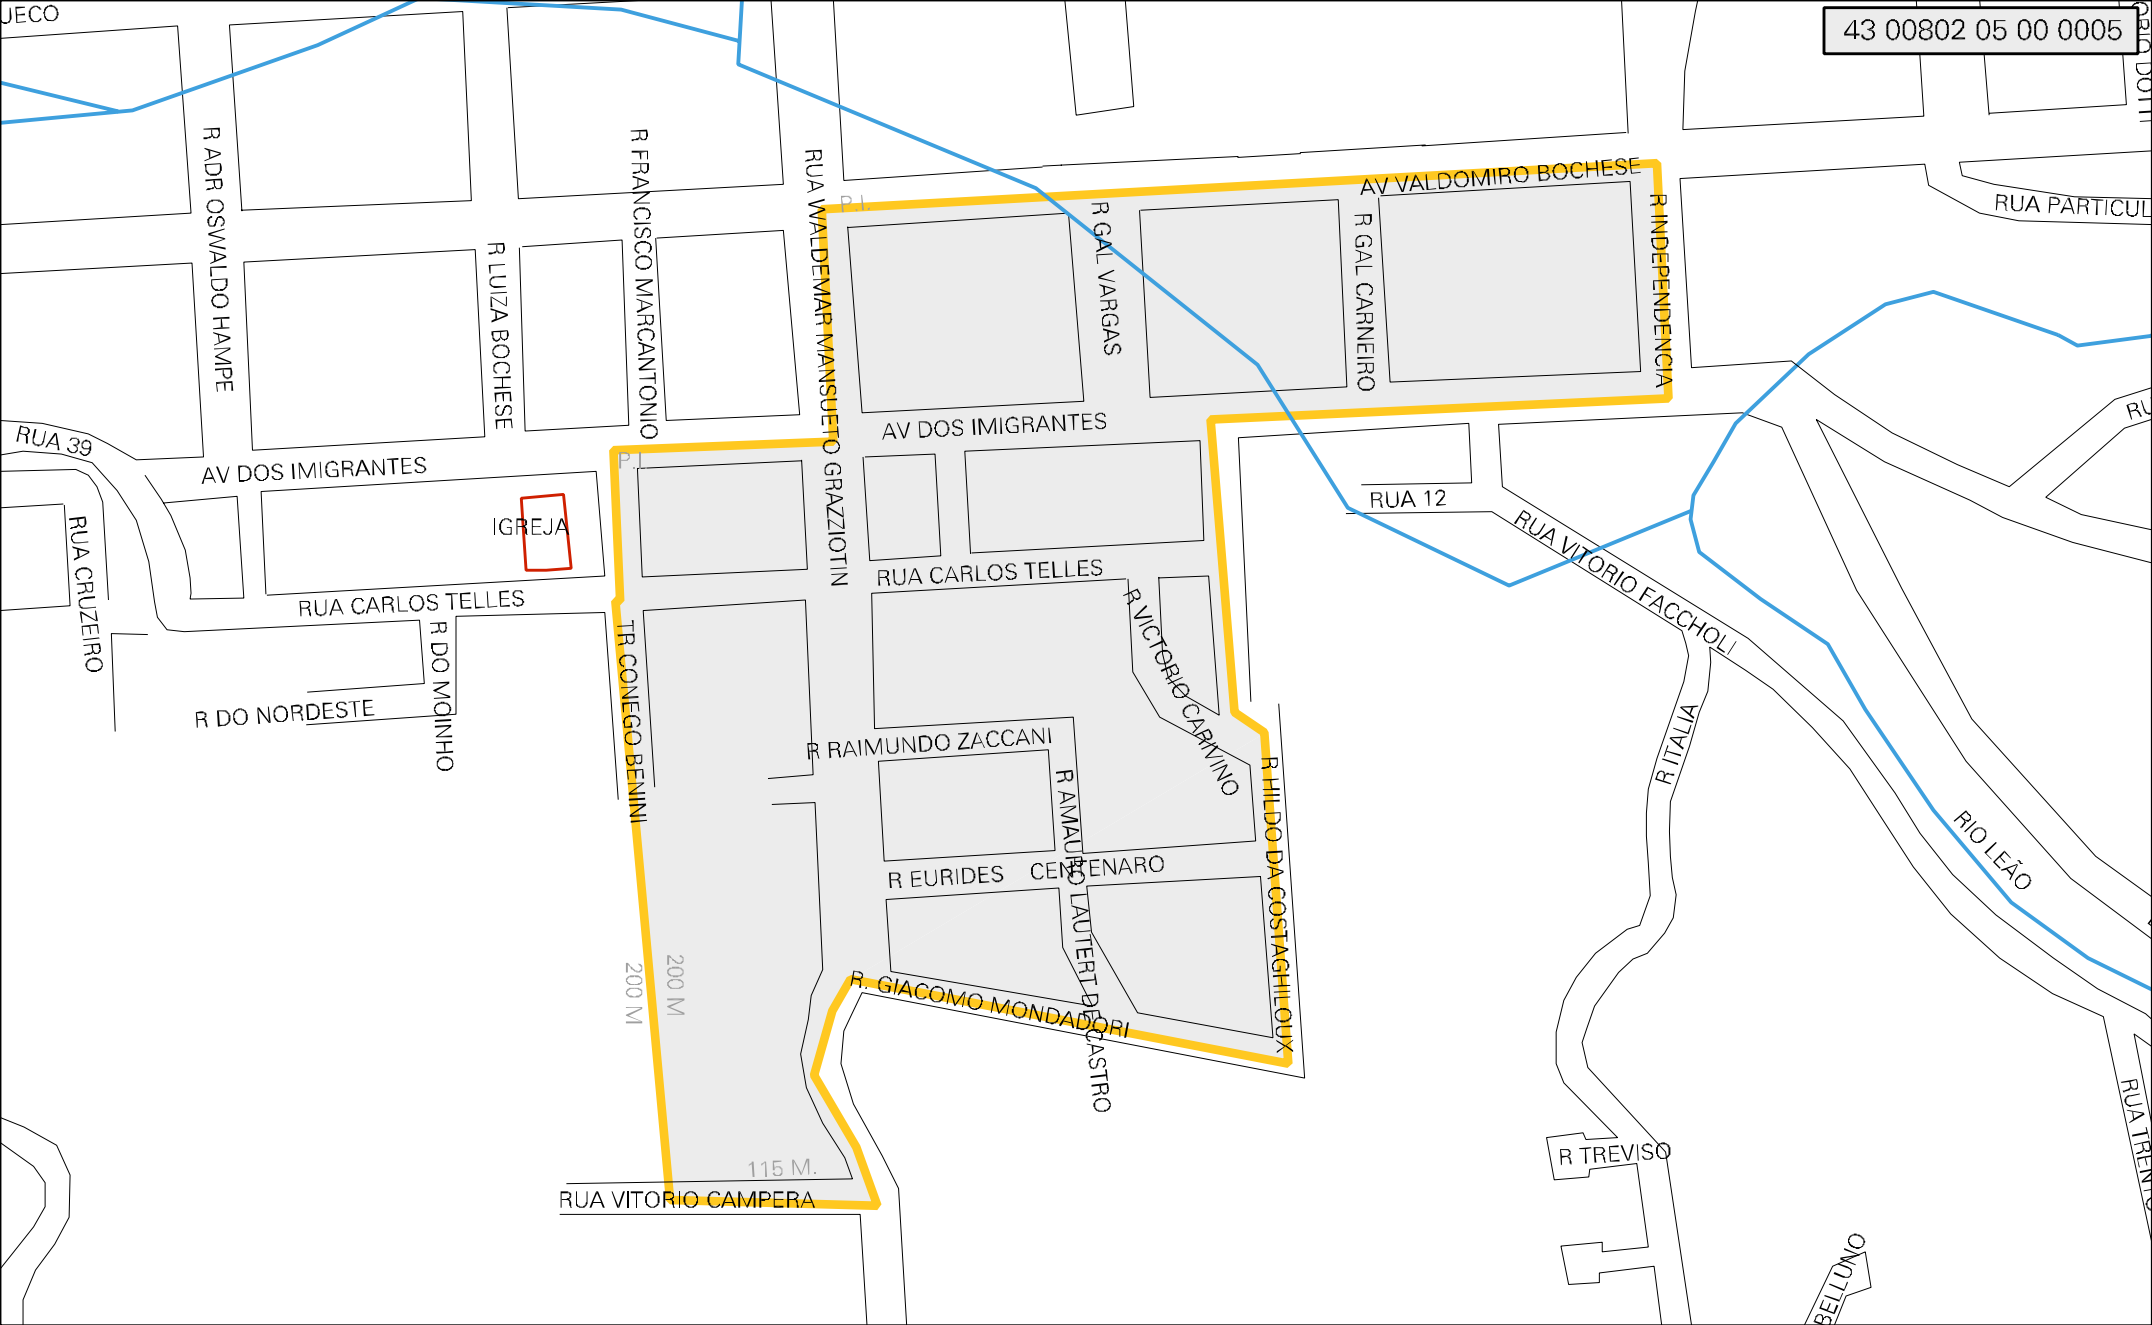 UECO
43 00802 05 00 0005
R ADR OSWALDO HAMPE
R FRANCISCO MARCANTONIO
RUA WALDEMAR MANSUETO GRAZZIOTIN
P.I.
AV VALDOMIRO BOCHESE
R INDEPENDENCIA
RUA PARTICUL
R GAL VARGAS
R GAL CARNEIRO
R LUIZA BOCHESE
RUA 39
AV DOS IMIGRANTES
AV DOS IMIGRANTES
P.I.
IGREJA
RUA 12
RUA CRUZEIRO
RUA VITORIO FACCHOLI
RUA CARLOS TELLES
RUA CARLOS TELLES
R VICTORIO CARIVINO
R DO MOINHO
TR CONEGO BENINI
R DO NORDESTE
R RAIMUNDO ZACCANI
R ITALIA
R AMAURO LAUTERT DE CASTRO
R HILDO DA COSTAGHILOUX
RIO LEÃO
R EURIDES CENTENARO
200 M
200 M
R. GIACOMO MONDADORI
115 M.
RUA VITORIO CAMPERA
R TREVISO
RUA TRENTO
BELLUNO
RU